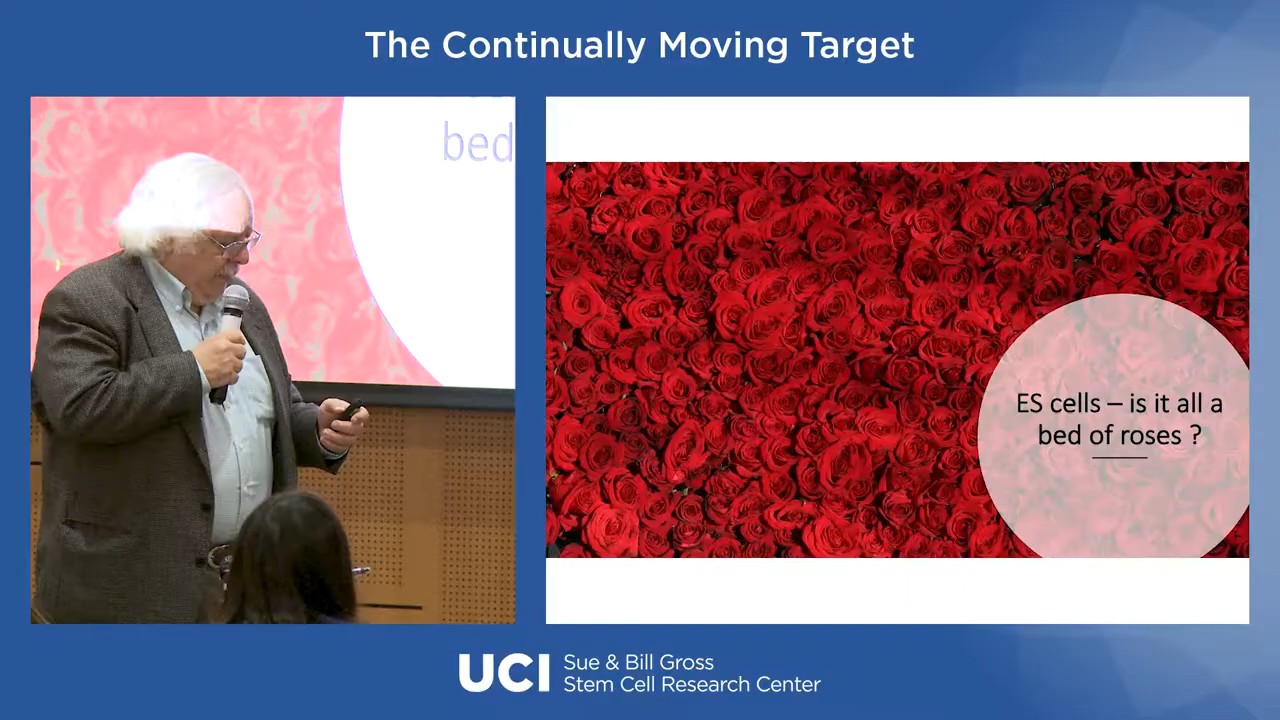 The Continually Moving Target
bed
ES cells – is it all a
bed of roses ?
UCI
Sue & Bill Gross
Stem Cell Research Center